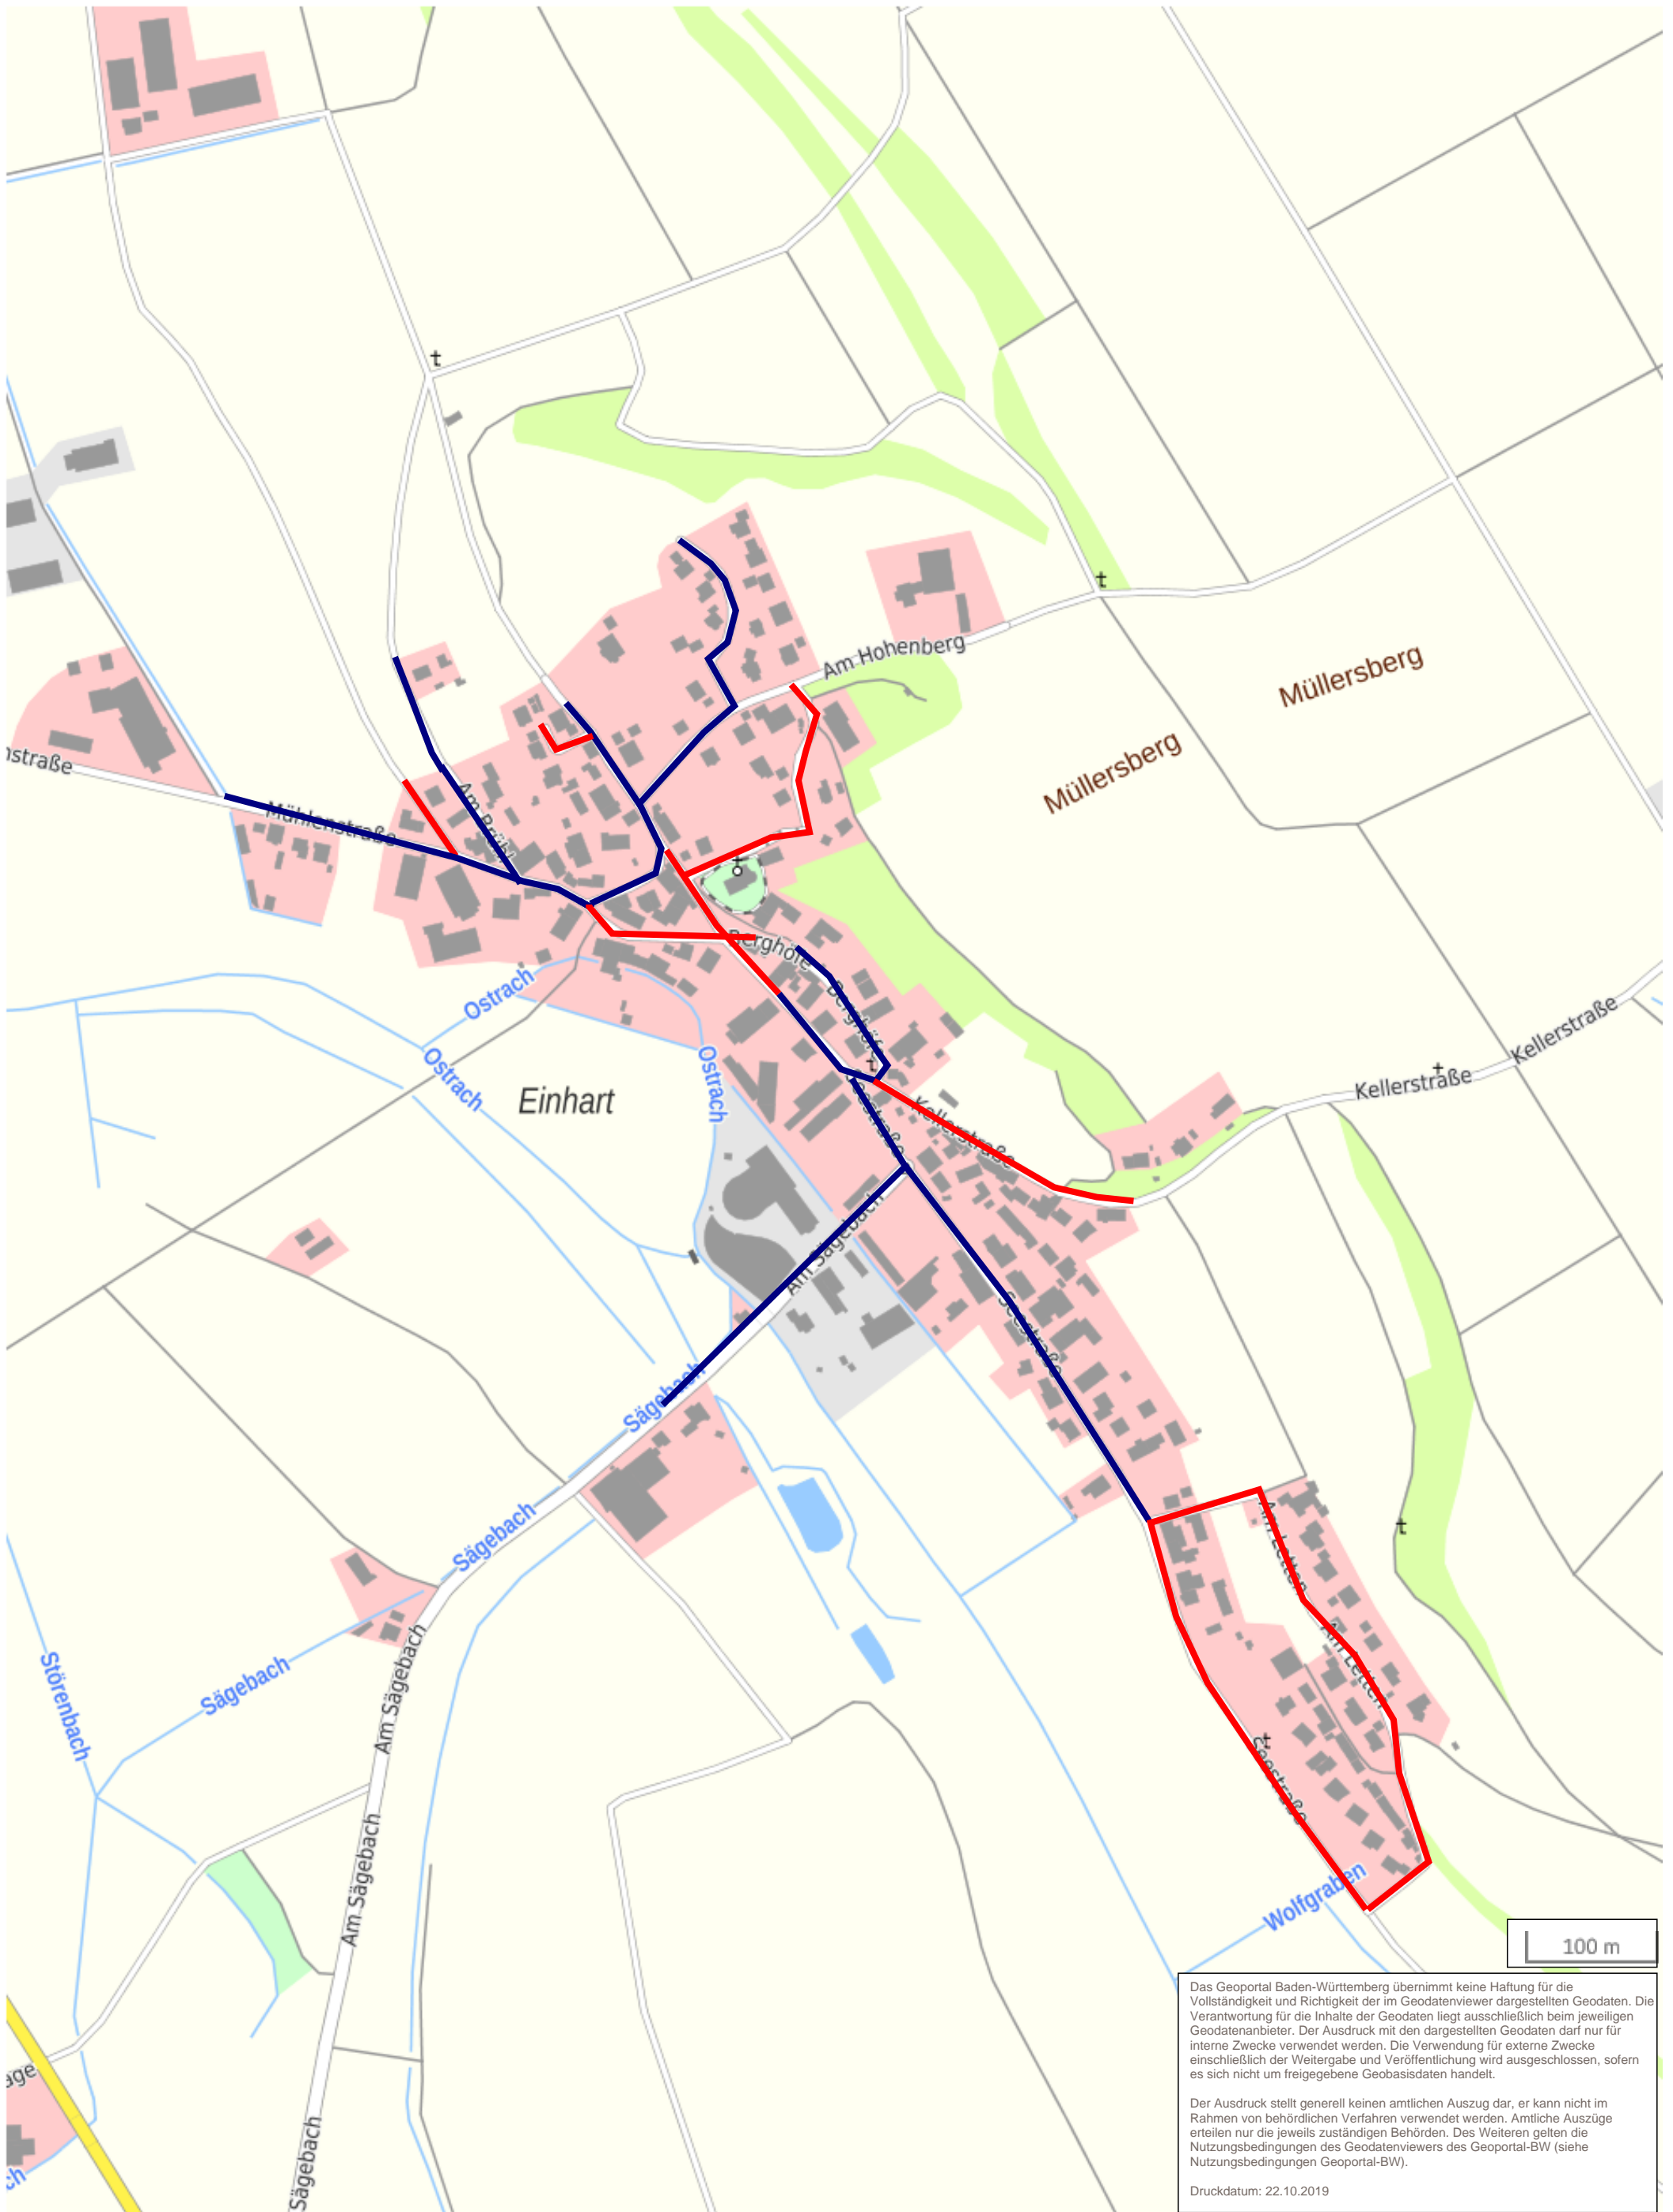 Am Hohenberg
Müllersberg
Müllersberg
Mühlenstraße
Am Brühl
Berghöfe
Berghöfe
Ostrach
Ostrach
Ostrach
Einhart
Kellerstraße
Kellerstraße
Kellerstraße
Seestraße
Am Sägebach
Seestraße
Sägebach
Sägebach
Am Letten
Am Letten
Sägebach
Störenbach
Am Sägebach
Seestraße
Am Sägebach
Wolfgraben
Sägebach
100 m
Das Geoportal Baden-Württemberg übernimmt keine Haftung für die
Vollständigkeit und Richtigkeit der im Geodatenviewer dargestellten Geodaten. Die
Verantwortung für die Inhalte der Geodaten liegt ausschließlich beim jeweiligen
Geodatenanbieter. Der Ausdruck mit den dargestellten Geodaten darf nur für
interne Zwecke verwendet werden. Die Verwendung für externe Zwecke
einschließlich der Weitergabe und Veröffentlichung wird ausgeschlossen, sofern
es sich nicht um freigegebene Geobasisdaten handelt.
Der Ausdruck stellt generell keinen amtlichen Auszug dar, er kann nicht im
Rahmen von behördlichen Verfahren verwendet werden. Amtliche Auszüge
erteilen nur die jeweils zuständigen Behörden. Des Weiteren gelten die
Nutzungsbedingungen des Geodatenviewers des Geoportal-BW (siehe
Nutzungsbedingungen Geoportal-BW).
Druckdatum: 22.10.2019